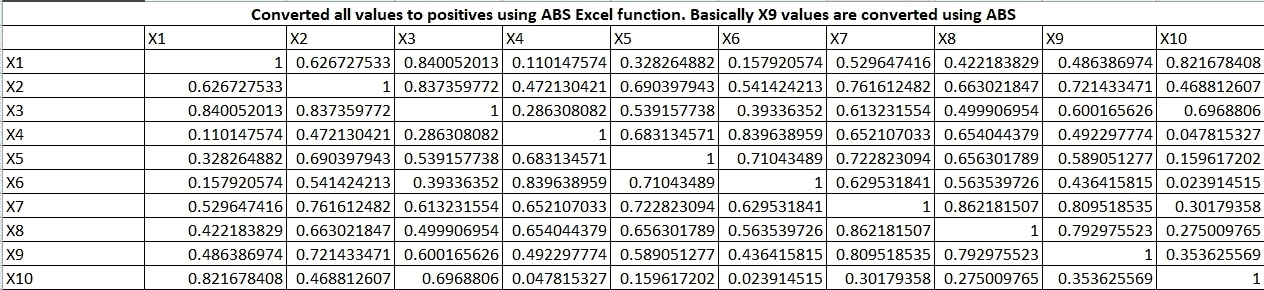 Converted all values to positives using ABS Excel function. Basically X9 values are converted using ABS
X1 X2 X3 X4 X5 X6 X7 X8 X9 X10
X1 1 0.626727533 0.840052013 0.110147574 0.328264882 0.157920574 0.529647416 0.422183829 0.486386974 0.821678408
X2 0.626727533 1 0.837359772 0.472130421 0.690397943 0.541424213 0.761612482 0.663021847 0.721433471 0.468812607
X3 0.840052013 0.837359772 1 0.286308082 0.539157738 0.39336352 0.613231554 0.499906954 0.600165626 0.6968806
X4 0.110147574 0.472130421 0.286308082 1 0.683134571 0.839638959 0.652107033 0.654044379 0.492297774 0.047815327
X5 0.328264882 0.690397943 0.539157738 0.683134571 1 0.71043489 0.722823094 0.656301789 0.589051277 0.159617202
X6 0.157920574 0.541424213 0.39336352 0.839638959 0.71043489 1 0.629531841 0.563539726 0.436415815 0.023914515
X7 0.529647416 0.761612482 0.613231554 0.652107033 0.722823094 0.629531841 1 0.862181507 0.809518535 0.30179358
X8 0.422183829 0.663021847 0.499906954 0.654044379 0.656301789 0.563539726 0.862181507 1 0.792975523 0.275009765
X9 0.486386974 0.721433471 0.600165626 0.492297774 0.589051277 0.436415815 0.809518535 0.792975523 1 0.353625569
X10 0.821678408 0.468812607 0.6968806 0.047815327 0.159617202 0.023914515 0.30179358 0.275009765 0.353625569 1